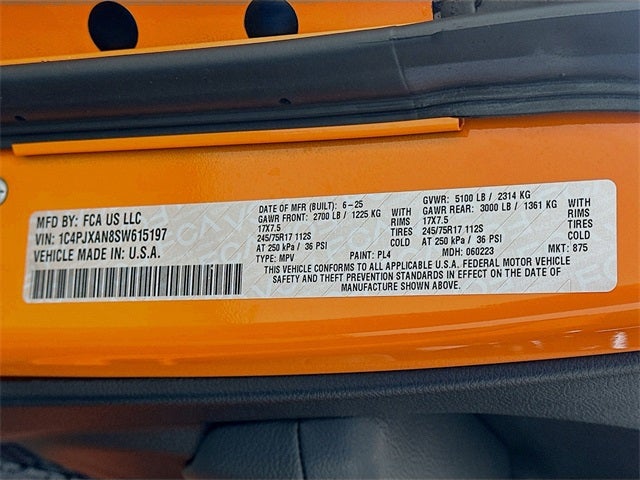 MFD BY: FCA US LLC
VIN: 1C4PJXAN8SW615197
VEHICLE MADE IN: U.S.A.
DATE OF MFR (BUILT): 6-25
GAWR FRONT: 2700 LB / 1225 KG WITH
17X7.5 RIMS
245/75R17 112S TIRES
AT 250 kPa / 36 PSI COLD
TYPE: MPV PAINT: PL4
GVWR: 5100 LB / 2314 KG
GAWR REAR: 3000 LB / 1361 KG WITH
17X7.5 RIMS
245/75R17 112S TIRES
AT 250 kPa / 36 PSI COLD
MDH: 060223 MKT: 875
THIS VEHICLE CONFORMS TO ALL APPLICABLE U.S.A. FEDERAL MOTOR VEHICLE
SAFETY AND THEFT PREVENTION STANDARDS IN EFFECT ON THE DATE OF
MANUFACTURE SHOWN ABOVE.